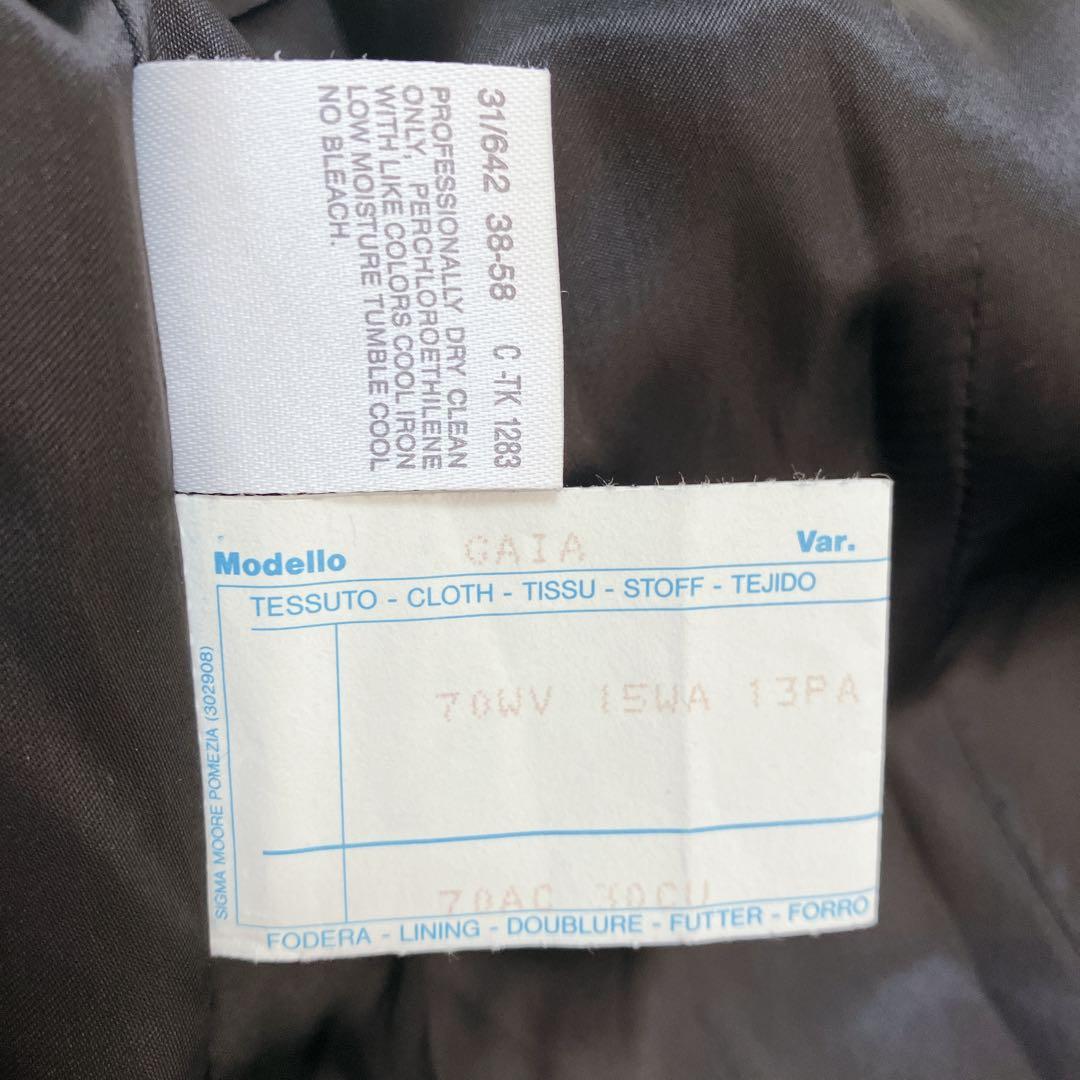 31/642 38-58 C-TK 1283
PROFESSIONALLY DRY CLEAN
ONLY, PERCHLOROETHILENE
WITH LIKE COLORS COOL IRON
LOW MOISTURE TUMBLE COOL
NO BLEACH.
Modello GAIA Var.
TESSUTO - CLOTH - TISSU - STOFF - TEJIDO
70WV 15WA 13PA
70AC 30CU
FODERA - LINING - DOUBLURE - FUTTER - FORRO
SIGMA MOORE POMEZIA (302908)